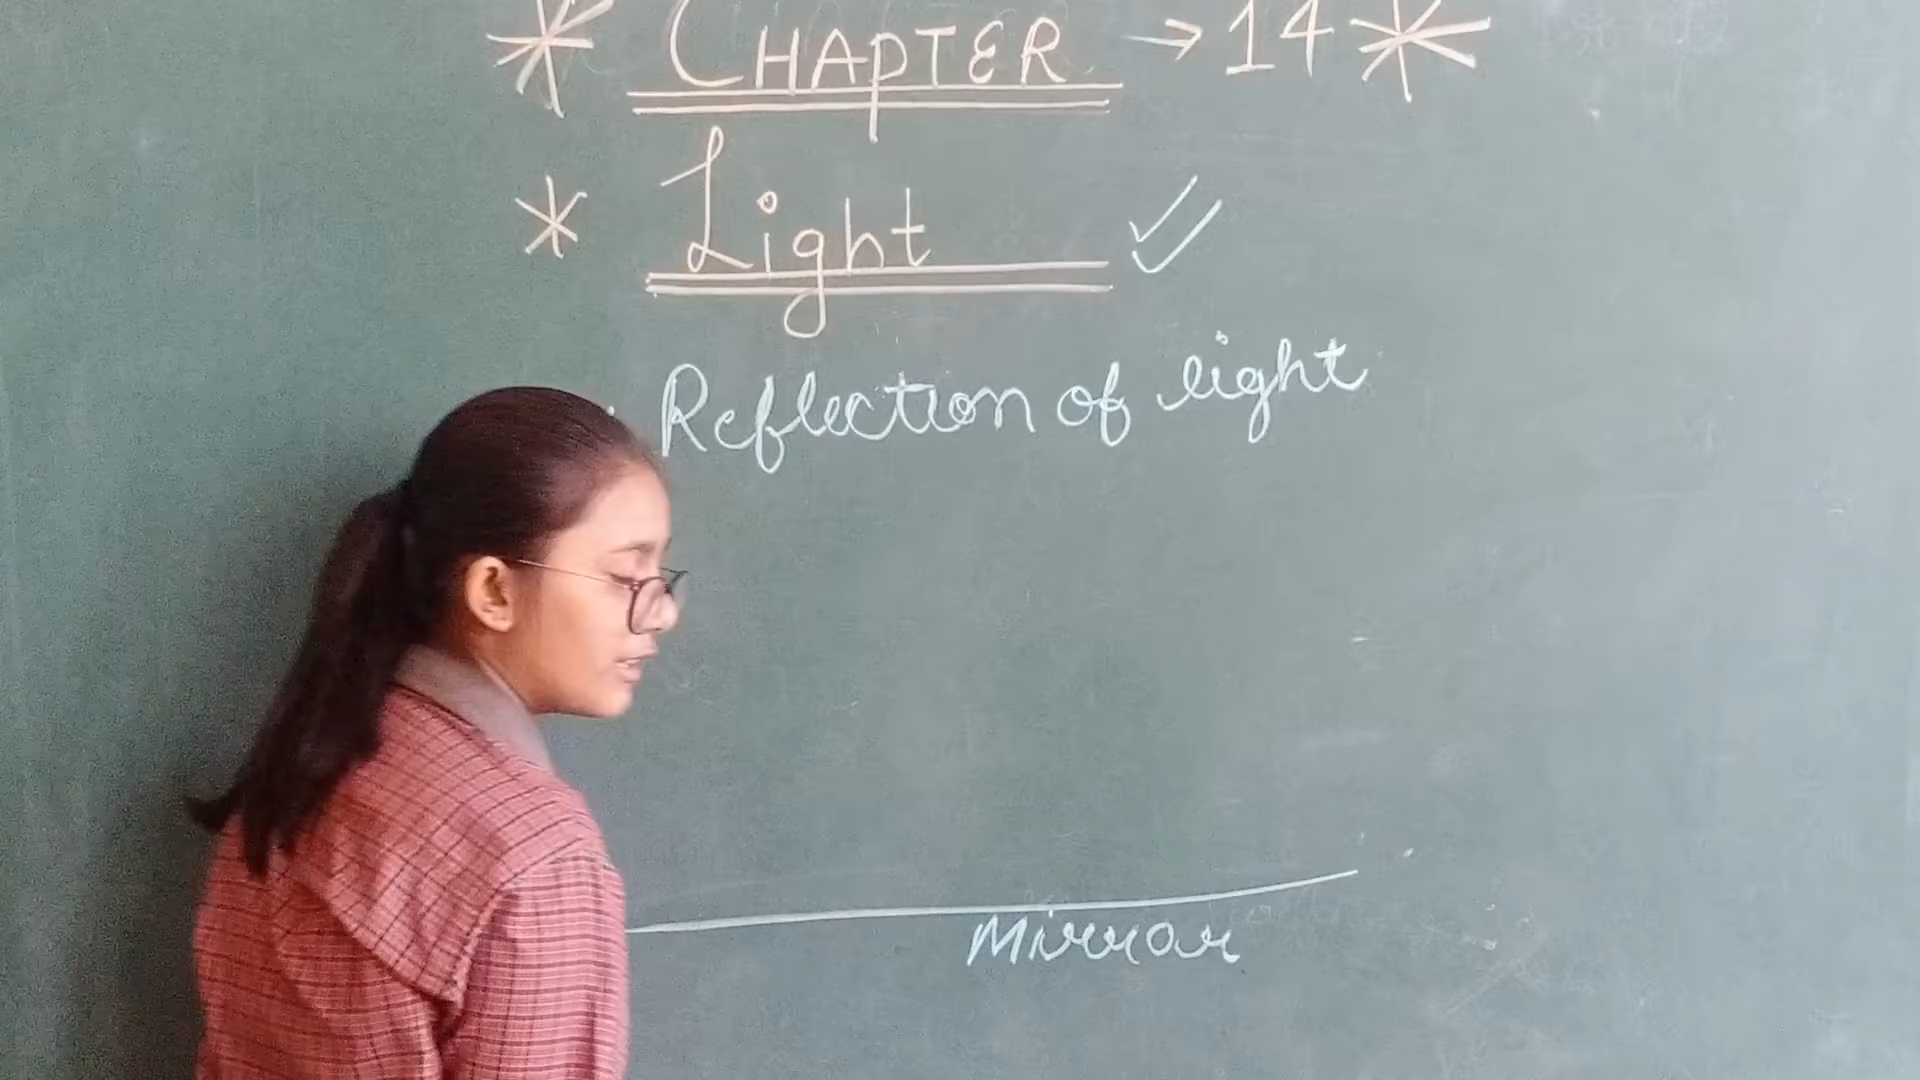 * CHAPTER → 14 *
* Light ✓✓
Reflection of light
Mirror